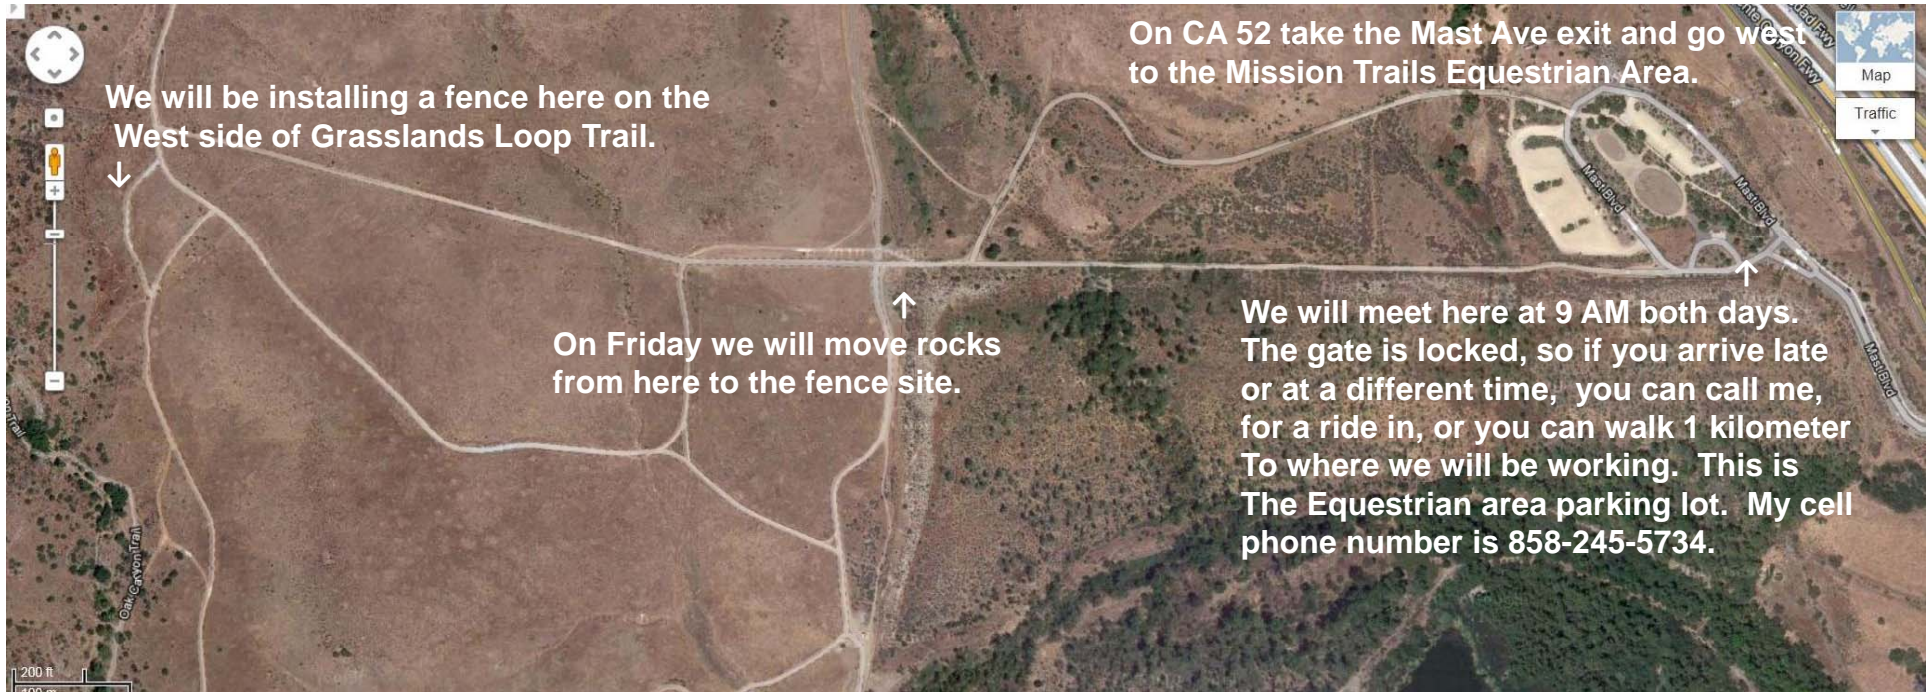 On CA 52 take the Mast Ave exit and go west
to the Mission Trails Equestrian Area.
We will be installing a fence here on the
West side of Grasslands Loop Trail.
On Friday we will move rocks
from here to the fence site.
We will meet here at 9 AM both days.
The gate is locked, so if you arrive late
or at a different time, you can call me,
for a ride in, or you can walk 1 kilometer
To where we will be working. This is
The Equestrian area parking lot. My cell
phone number is 858-245-5734.
Map
Traffic
Mast Blvd
Mast Blvd
Mast Blvd
Oak Canyon Trail
Trail
200 ft